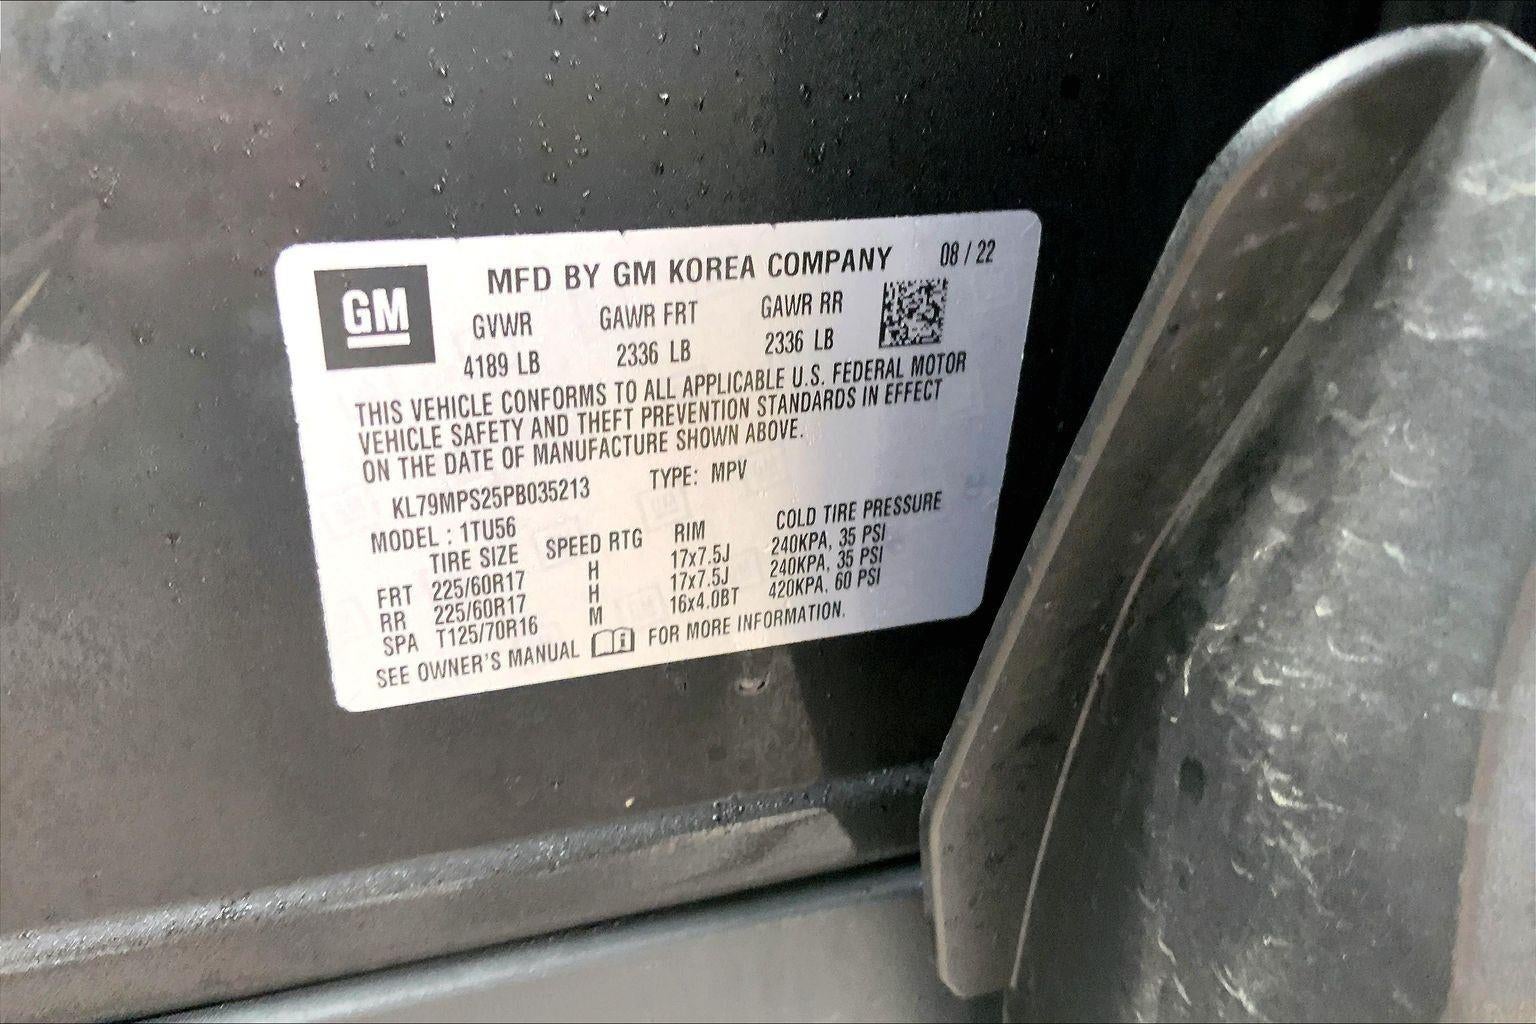 GM
MFD BY GM KOREA COMPANY 08 / 22
GVWR GAWR FRT GAWR RR
4189 LB 2336 LB 2336 LB
THIS VEHICLE CONFORMS TO ALL APPLICABLE U.S. FEDERAL MOTOR
VEHICLE SAFETY AND THEFT PREVENTION STANDARDS IN EFFECT
ON THE DATE OF MANUFACTURE SHOWN ABOVE.
KL79MPS25PB035213 TYPE: MPV
MODEL : 1TU56
TIRE SIZE SPEED RTG RIM COLD TIRE PRESSURE
FRT 225/60R17 H 17x7.5J 240KPA, 35 PSI
RR 225/60R17 H 17x7.5J 240KPA, 35 PSI
SPA T125/70R16 M 16x4.0BT 420KPA, 60 PSI
SEE OWNER'S MANUAL FOR MORE INFORMATION.